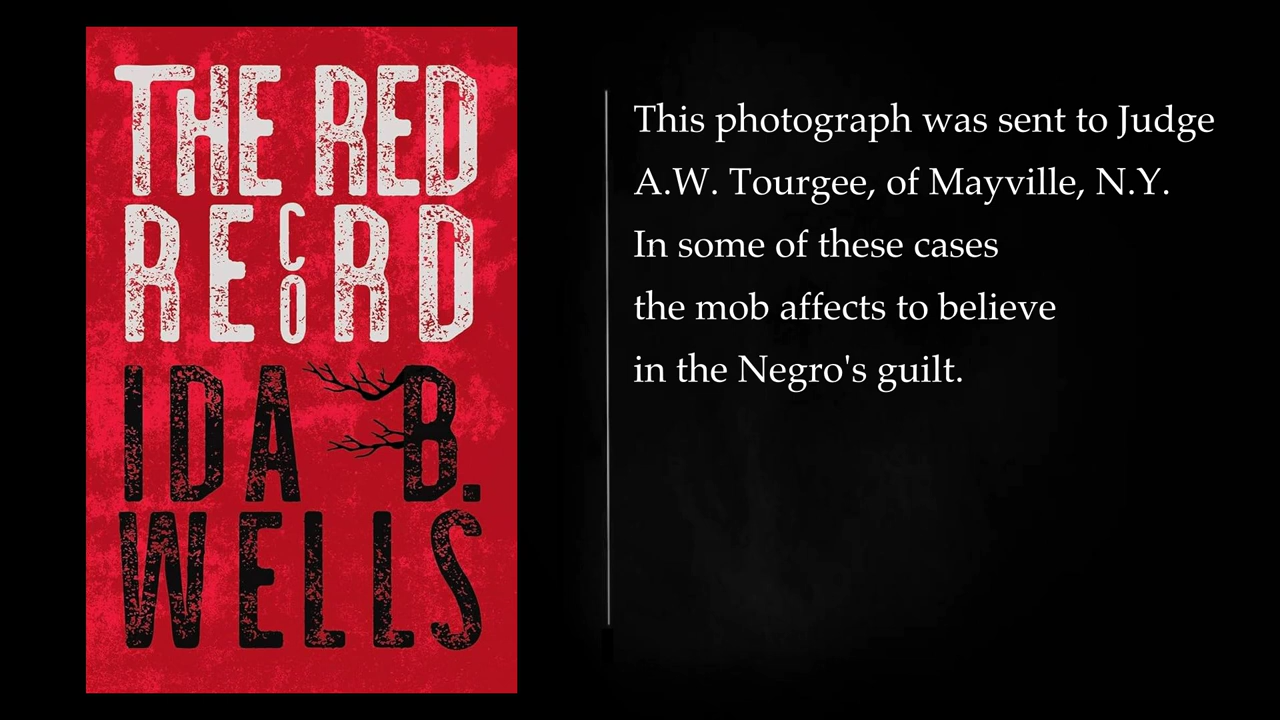 THE RED
RECORD
IDA B.
WELLS
This photograph was sent to Judge
A.W. Tourgee, of Mayville, N.Y.
In some of these cases
the mob affects to believe
in the Negro's guilt.